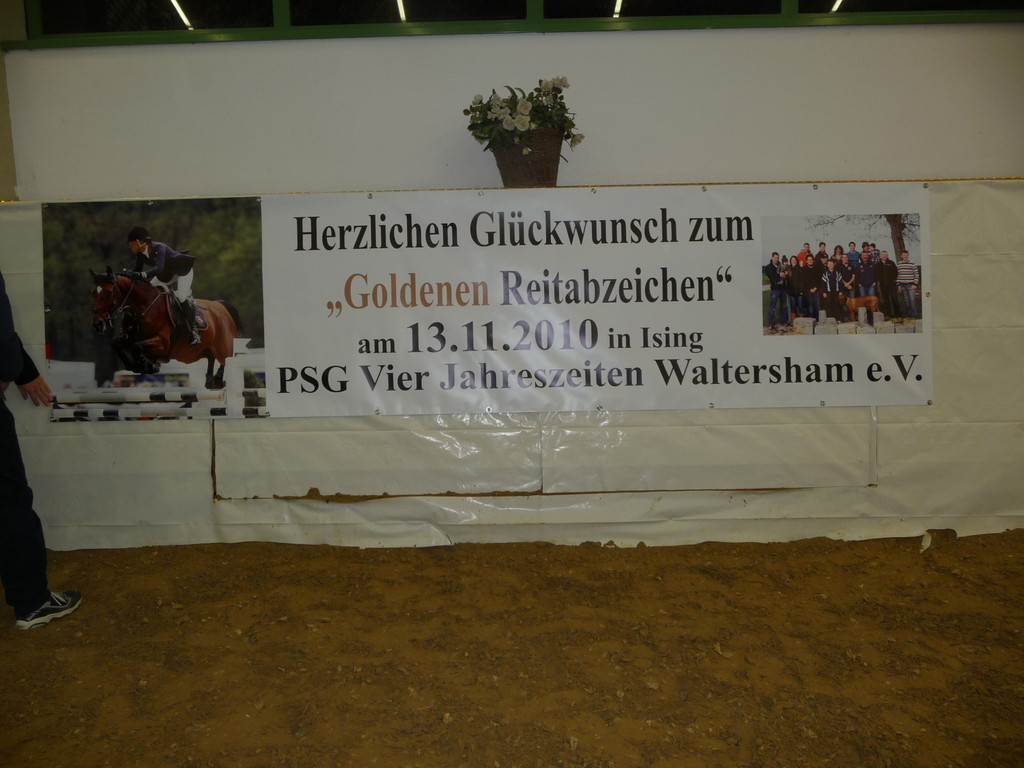 Herzlichen Glückwunsch zum
„Goldenen Reitabzeichen“
am 13.11.2010 in Ising
PSG Vier Jahreszeiten Waltersham e.V.